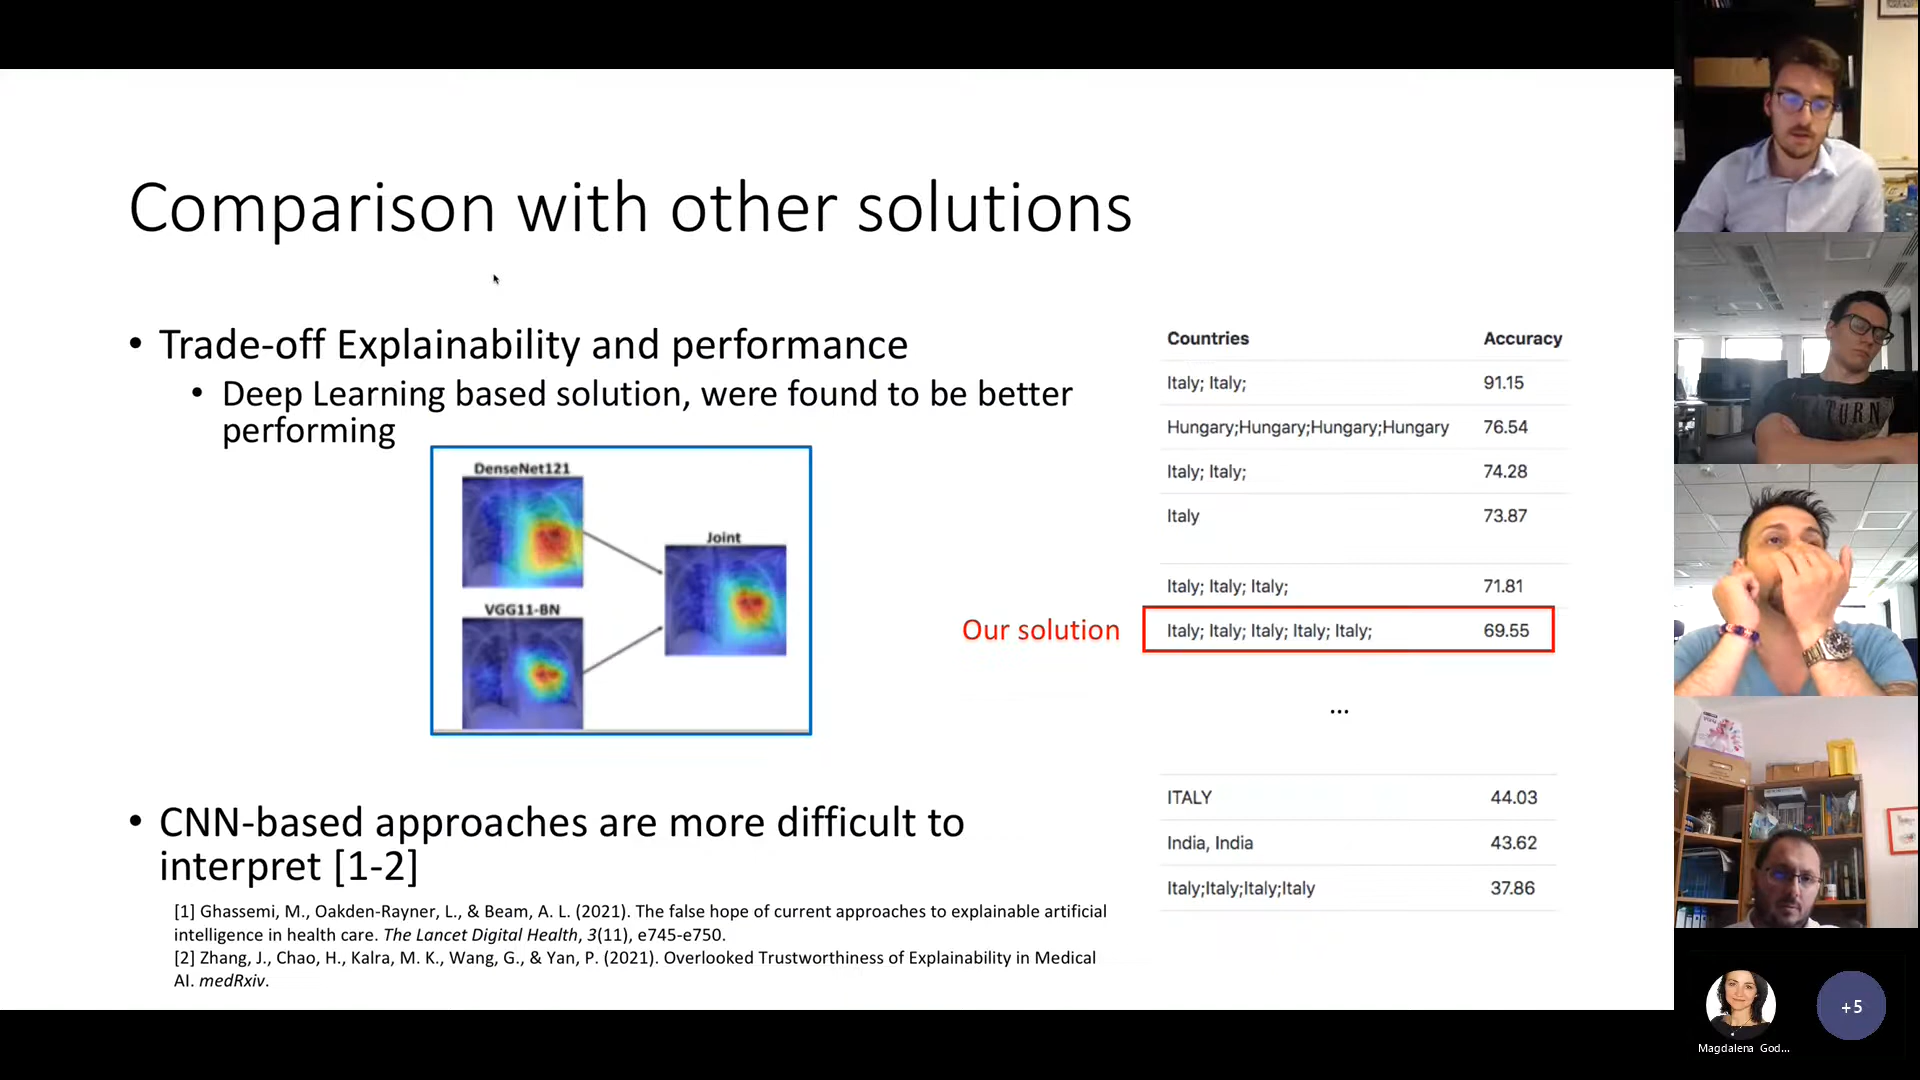 Comparison with other solutions
• Trade-off Explainability and performance
• Deep Learning based solution, were found to be better
performing
DenseNet121
VGG11-BN
Joint
• CNN-based approaches are more difficult to
interpret [1-2]
[1] Ghassemi, M., Oakden-Rayner, L., & Beam, A. L. (2021). The false hope of current approaches to explainable artificial
intelligence in health care. The Lancet Digital Health, 3(11), e745-e750.
[2] Zhang, J., Chao, H., Kalra, M. K., Wang, G., & Yan, P. (2021). Overlooked Trustworthiness of Explainability in Medical
AI. medRxiv.
Countries Accuracy
Italy; Italy; 91.15
Hungary;Hungary;Hungary;Hungary 76.54
Italy; Italy; 74.28
Italy 73.87
Italy; Italy; Italy; 71.81
Our solution Italy; Italy; Italy; Italy; Italy; 69.55
...
ITALY 44.03
India, India 43.62
Italy;Italy;Italy;Italy 37.86
TURN
Magdalena God...
+5